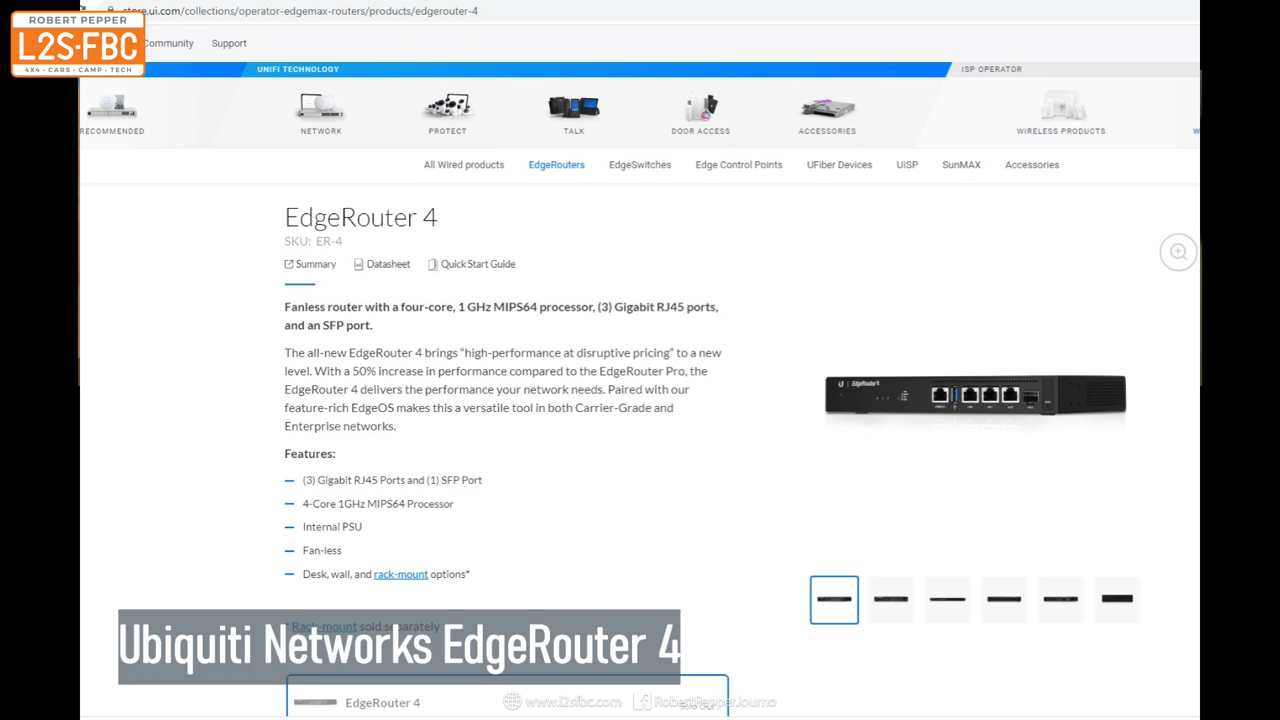 store.ui.com/collections/operator-edgemax-routers/products/edgerouter-4
ROBERT PEPPER
L2S·FBC
4X4 • CARS • CAMP • TECH
Community Support
UNIFI TECHNOLOGY
ISP OPERATOR
RECOMMENDED
NETWORK
PROTECT
TALK
DOOR ACCESS
ACCESSORIES
WIRELESS PRODUCTS
W
All Wired products EdgeRouters EdgeSwitches Edge Control Points UFiber Devices UISP SunMAX Accessories
EdgeRouter 4
SKU: ER-4
Summary Datasheet Quick Start Guide
Fanless router with a four-core, 1 GHz MIPS64 processor, (3) Gigabit RJ45 ports,
and an SFP port.
The all-new EdgeRouter 4 brings “high-performance at disruptive pricing” to a new
level. With a 50% increase in performance compared to the EdgeRouter Pro, the
EdgeRouter 4 delivers the performance your network needs. Paired with our
feature-rich EdgeOS makes this a versatile tool in both Carrier-Grade and
Enterprise networks.
Features:
(3) Gigabit RJ45 Ports and (1) SFP Port
4-Core 1GHz MIPS64 Processor
Internal PSU
Fan-less
Desk, wall, and rack-mount options*
* Rack-mount sold separately
EdgeRouter 4
Ubiquiti Networks EdgeRouter 4
EdgeRouter 4
Sold Out
www.l2sfbc.com RobertPepperJourno